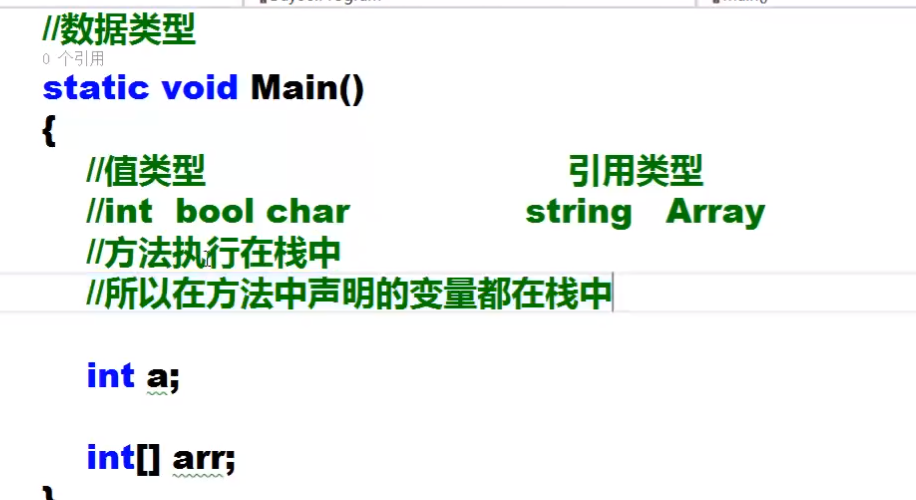 //数据类型
0 个引用
static void Main()
{
//值类型 引用类型
//int bool char string Array
//方法执行在栈中
//所以在方法中声明的变量都在栈中
int a;
int[] arr;
}